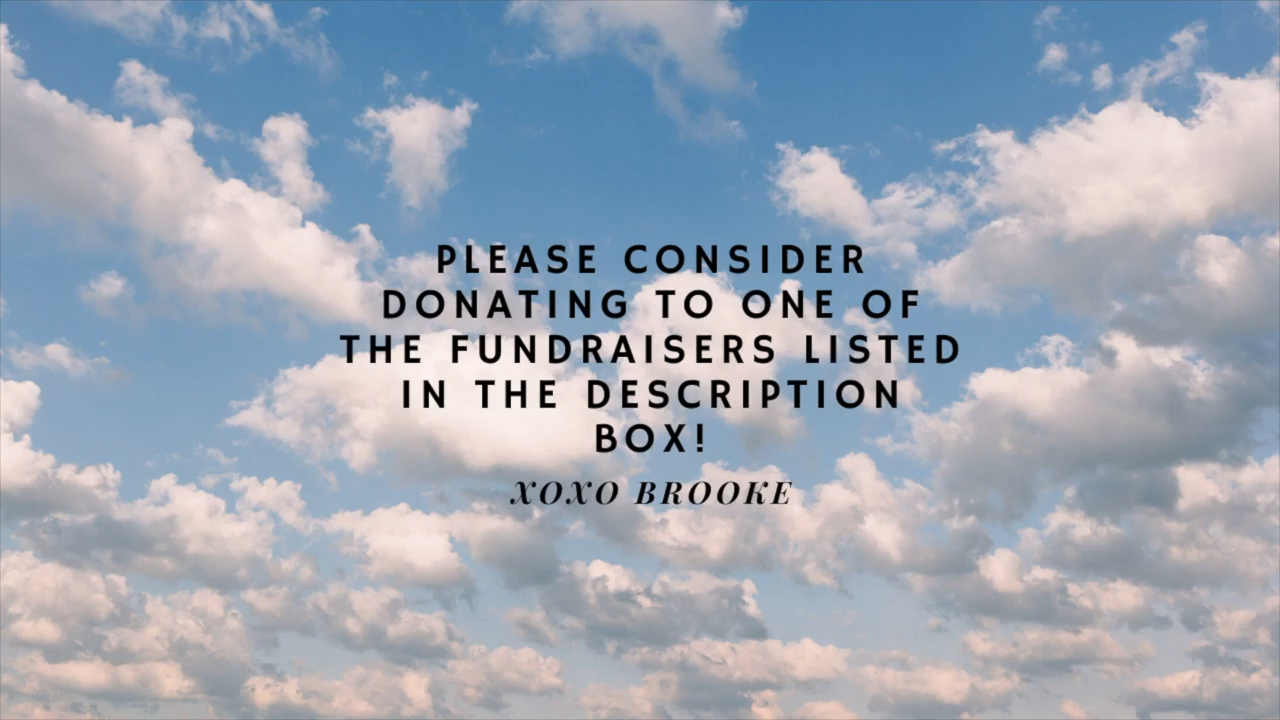 PLEASE CONSIDER
DONATING TO ONE OF
THE FUNDRAISERS LISTED
IN THE DESCRIPTION
BOX!
XOXO BROOKE